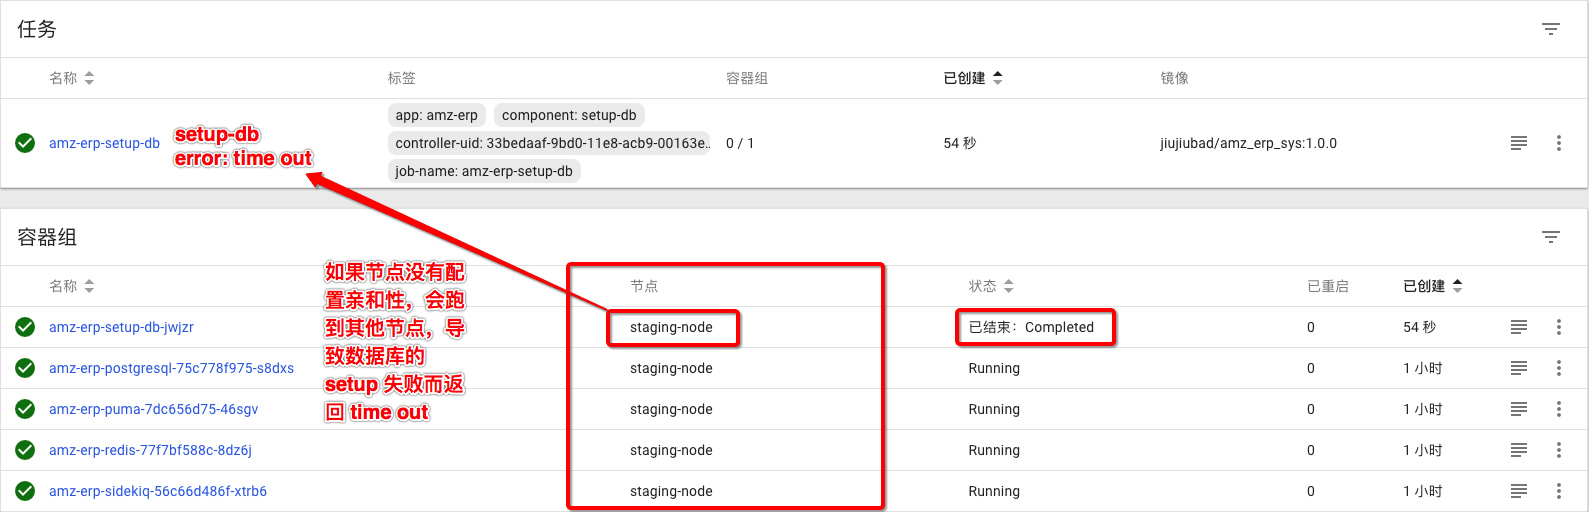 任务
名称 标签 容器组 已创建 镜像
app: amz-erp component: setup-db
amz-erp-setup-db setup-db controller-uid: 33bedaaf-9bd0-11e8-acb9-00163e... 0 / 1 54 秒 jiujiubad/amz_erp_sys:1.0.0
error: time out
job-name: amz-erp-setup-db
容器组
名称 节点 状态 已重启 已创建
如果节点没有配
置亲和性，会跑
到其他节点，导
致数据库的
setup 失败而返
回 time out
amz-erp-setup-db-jwjzr staging-node 已结束：Completed 0 54 秒
amz-erp-postgresql-75c778f975-s8dxs staging-node Running 0 1 小时
amz-erp-puma-7dc656d75-46sgv staging-node Running 0 1 小时
amz-erp-redis-77f7bf588c-8dz6j staging-node Running 0 1 小时
amz-erp-sidekiq-56c66d486f-xtrb6 staging-node Running 0 1 小时